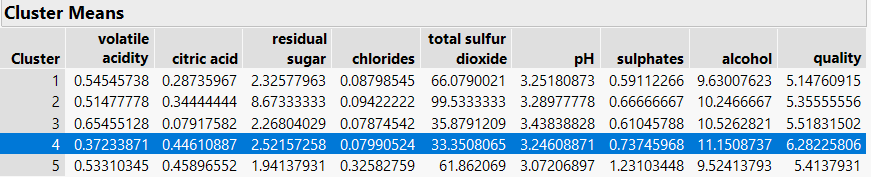 Cluster Means
Cluster volatile acidity citric acid residual sugar chlorides total sulfur dioxide pH sulphates alcohol quality
1 0.54545738 0.28735967 2.32577963 0.08798545 66.0790021 3.25180873 0.59112266 9.63007623 5.14760915
2 0.51477778 0.34444444 8.67333333 0.09422222 99.5333333 3.28977778 0.66666667 10.2466667 5.35555556
3 0.65455128 0.07917582 2.26804029 0.07874542 35.8791209 3.43838828 0.61045788 10.5262821 5.51831502
4 0.37233871 0.44610887 2.52157258 0.07990524 33.3508065 3.24608871 0.73745968 11.1508737 6.28225806
5 0.53310345 0.45896552 1.94137931 0.32582759 61.862069 3.07206897 1.23103448 9.52413793 5.4137931